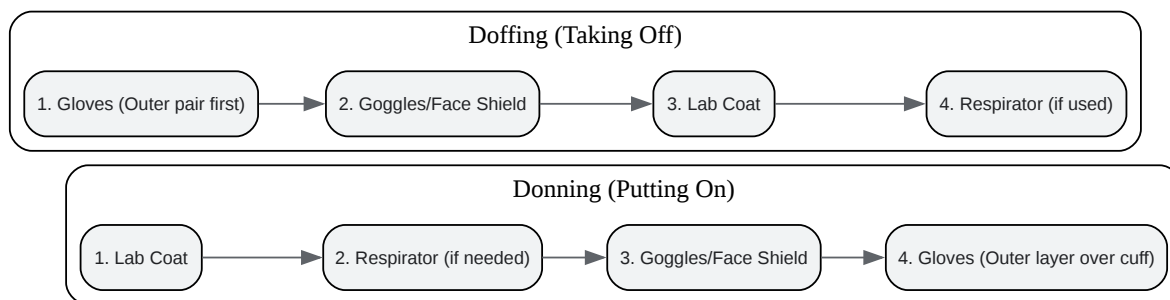 Doffing (Taking Off)
1. Gloves (Outer pair first)
2. Goggles/Face Shield
3. Lab Coat
4. Respirator (if used)
Donning (Putting On)
1. Lab Coat
2. Respirator (if needed)
3. Goggles/Face Shield
4. Gloves (Outer layer over cuff)